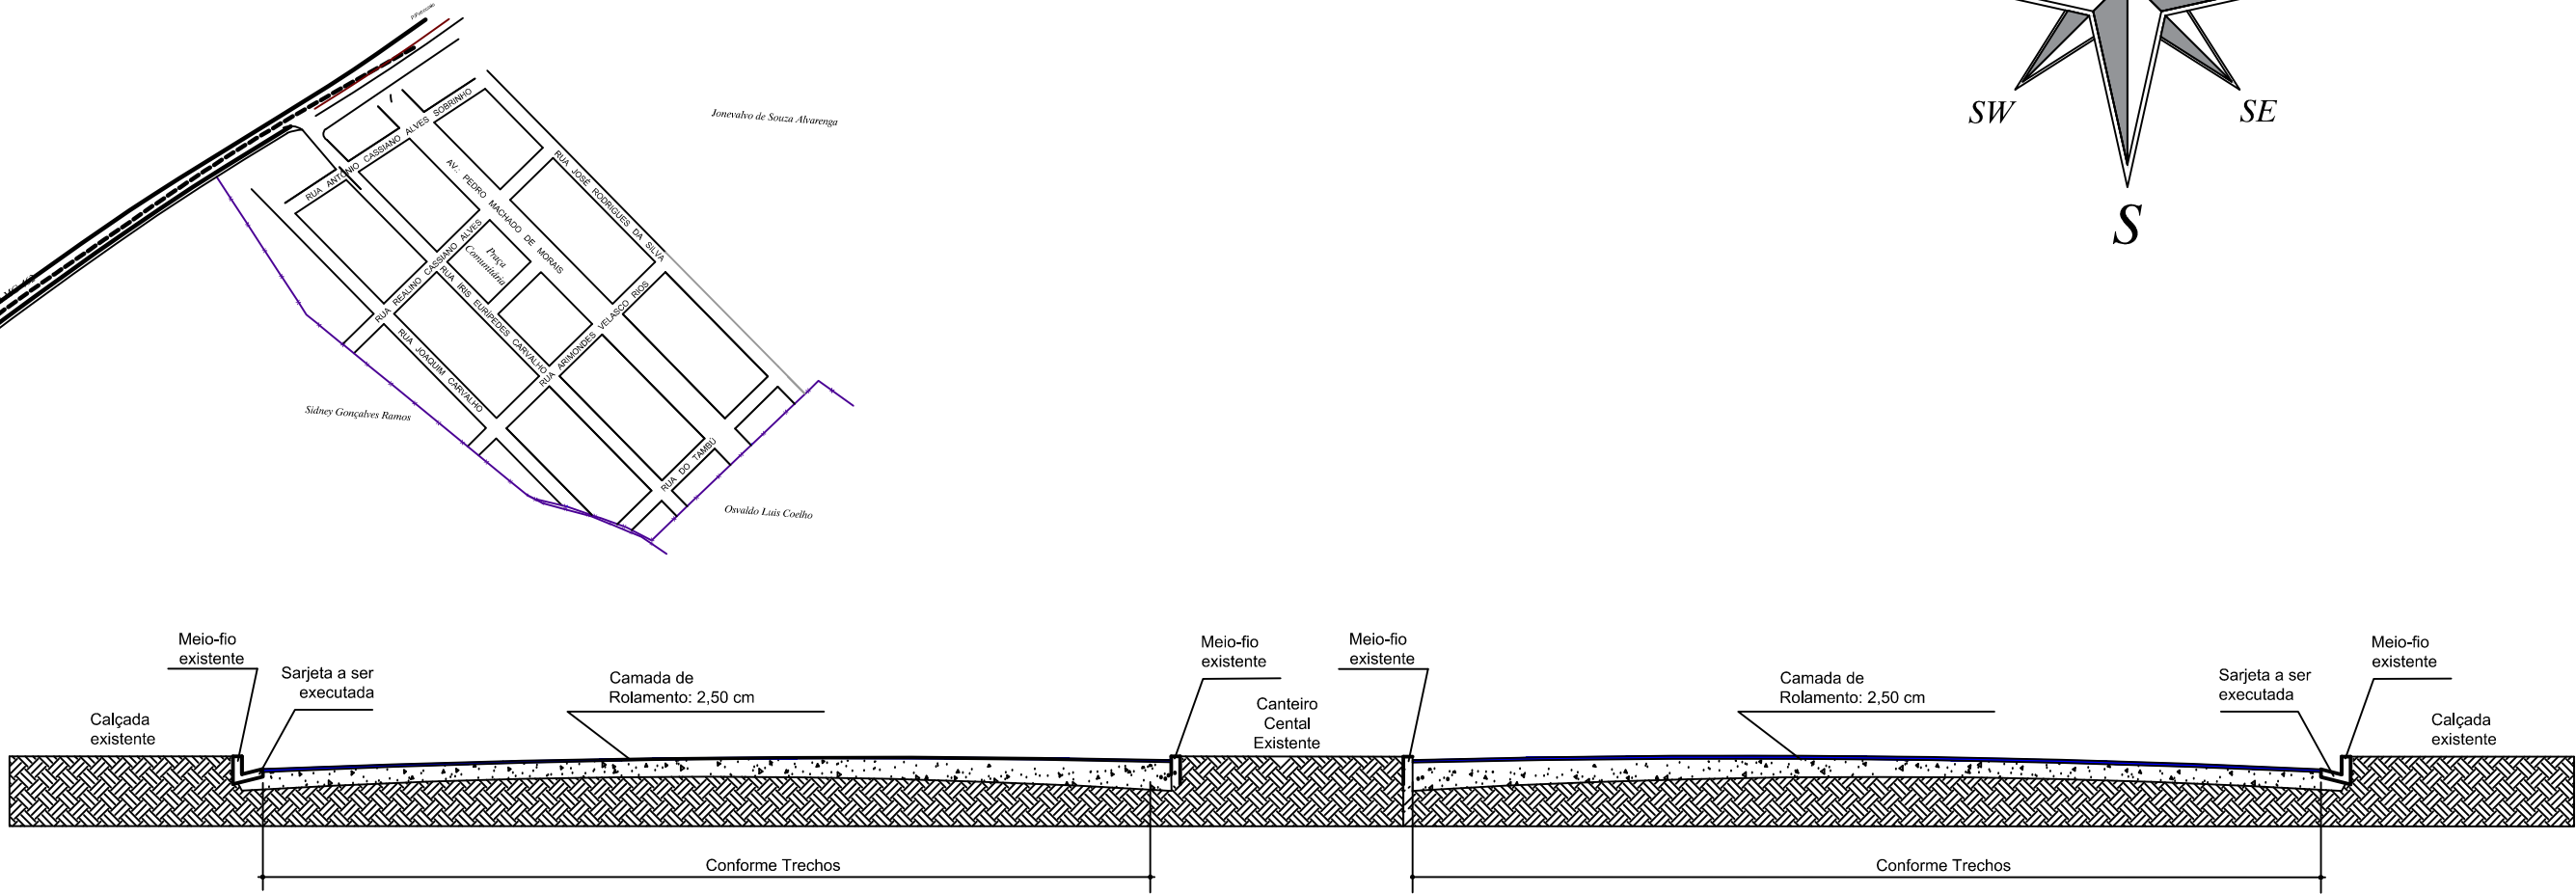 P/Patrocínio
SW
SE
S
Jonevalvo de Souza Alvarenga
RUA ANTÔNIO CASSIANO ALVES SOBRINHO
AV.: PEDRO MACHADO DE MORAIS
RUA JOSÉ RODRIGUES DA SILVA
RUA REALINO CASSIANO ALVES
Praça
Comunitária
RUA IRIS EURÍPEDES CARVALHO
RUA ARIMONDES VELASCO RIOS
RUA JOAQUIM CARVALHO
RUA DO TAMBÚ
Sidney Gonçalves Ramos
Osvaldo Luis Coelho
Meio-fio
existente
Sarjeta a ser
executada
Calçada
existente
Camada de
Rolamento: 2,50 cm
Meio-fio
existente
Canteiro
Cental
Existente
Meio-fio
existente
Camada de
Rolamento: 2,50 cm
Sarjeta a ser
executada
Meio-fio
existente
Calçada
existente
Conforme Trechos
Conforme Trechos